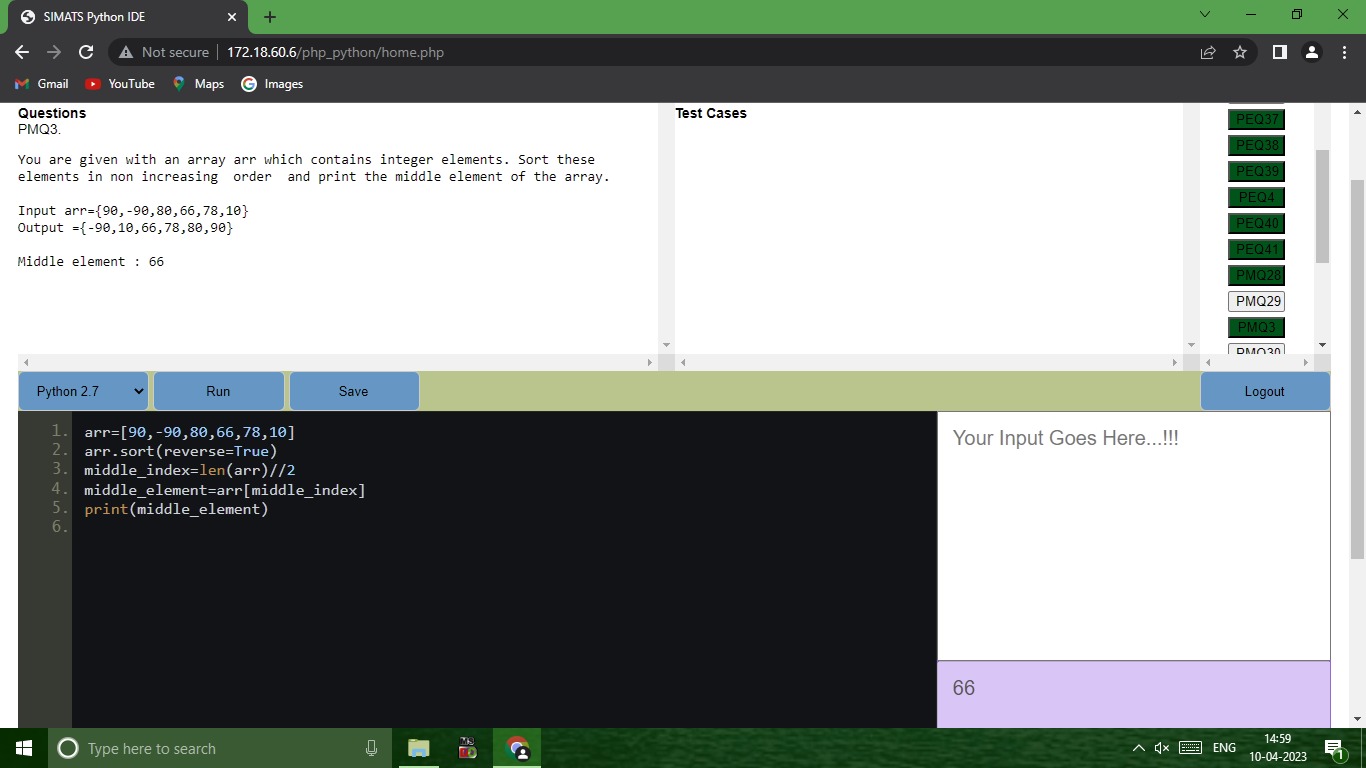 SIMATS Python IDE
Not secure 172.18.60.6/php_python/home.php
Gmail YouTube Maps Images
Questions
PMQ3.
You are given with an array arr which contains integer elements. Sort these
elements in non increasing  order  and print the middle element of the array.
Input arr={90,-90,80,66,78,10}
Output ={-90,10,66,78,80,90}
Middle element : 66
Test Cases
PEQ37
PEQ38
PEQ39
PEQ4
PEQ40
PEQ41
PMQ28
PMQ29
PMQ3
PMQ30
Python 2.7 Run Save Logout
1. arr=[90,-90,80,66,78,10]
2. arr.sort(reverse=True)
3. middle_index=len(arr)//2
4. middle_element=arr[middle_index]
5. print(middle_element)
6.
Your Input Goes Here...!!!
66
Type here to search
ENG
14:59
10-04-2023
1